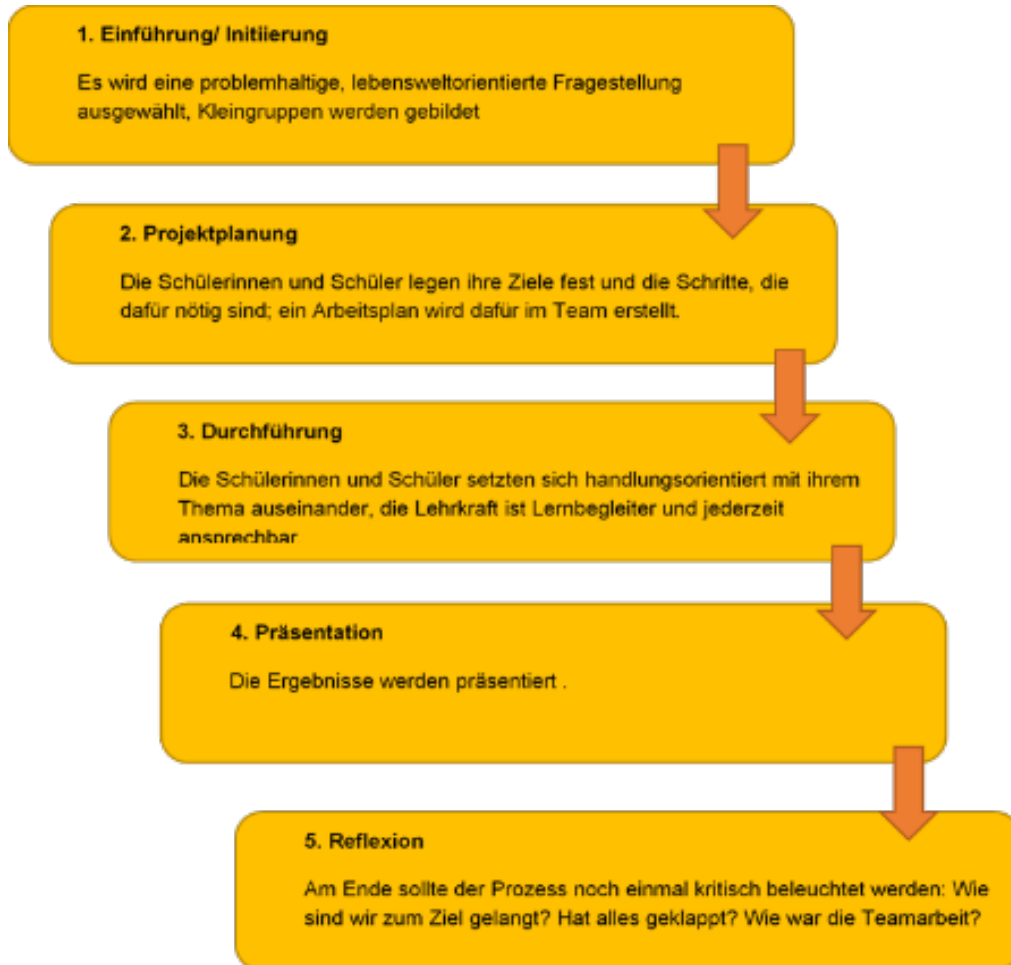 1. Einführung/ Initiierung
Es wird eine problemhaltige, lebensweltorientierte Fragestellung
ausgewählt, Kleingruppen werden gebildet
2. Projektplanung
Die Schülerinnen und Schüler legen ihre Ziele fest und die Schritte, die
dafür nötig sind; ein Arbeitsplan wird dafür im Team erstellt.
3. Durchführung
Die Schülerinnen und Schüler setzten sich handlungsorientiert mit ihrem
Thema auseinander, die Lehrkraft ist Lernbegleiter und jederzeit
ansprechbar
4. Präsentation
Die Ergebnisse werden präsentiert .
5. Reflexion
Am Ende sollte der Prozess noch einmal kritisch beleuchtet werden: Wie
sind wir zum Ziel gelangt? Hat alles geklappt? Wie war die Teamarbeit?